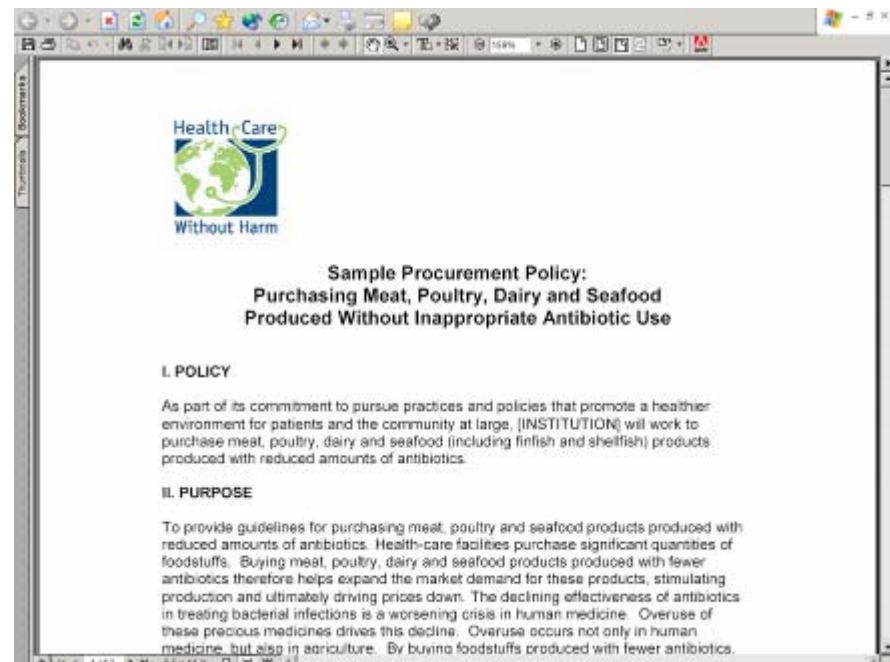 Bookmarks
Thumbnails
Health Care
Without Harm
Sample Procurement Policy:
Purchasing Meat, Poultry, Dairy and Seafood
Produced Without Inappropriate Antibiotic Use
I. POLICY
As part of its commitment to pursue practices and policies that promote a healthier
environment for patients and the community at large, [INSTITUTION] will work to
purchase meat, poultry, dairy and seafood (including finfish and shellfish) products
produced with reduced amounts of antibiotics.
II. PURPOSE
To provide guidelines for purchasing meat, poultry and seafood products produced with
reduced amounts of antibiotics. Health-care facilities purchase significant quantities of
foodstuffs. Buying meat, poultry, dairy and seafood products produced with fewer
antibiotics therefore helps expand the market demand for these products, stimulating
production and ultimately driving prices down. The declining effectiveness of antibiotics
in treating bacterial infections is a worsening crisis in human medicine. Overuse of
these precious medicines drives this decline. Overuse occurs not only in human
medicine, but also in agriculture. By buying foodstuffs produced with fewer antibiotics,